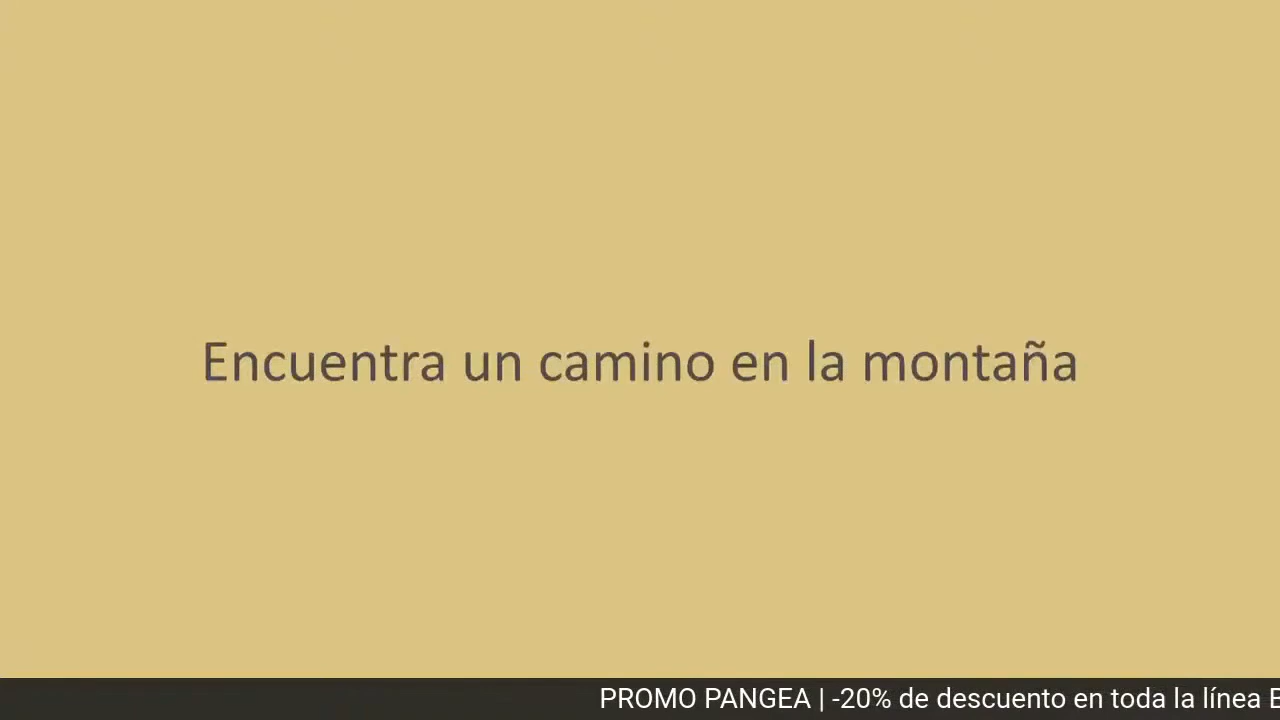 Encuentra un camino en la montaña
PROMO PANGEA | -20% de descuento en toda la línea